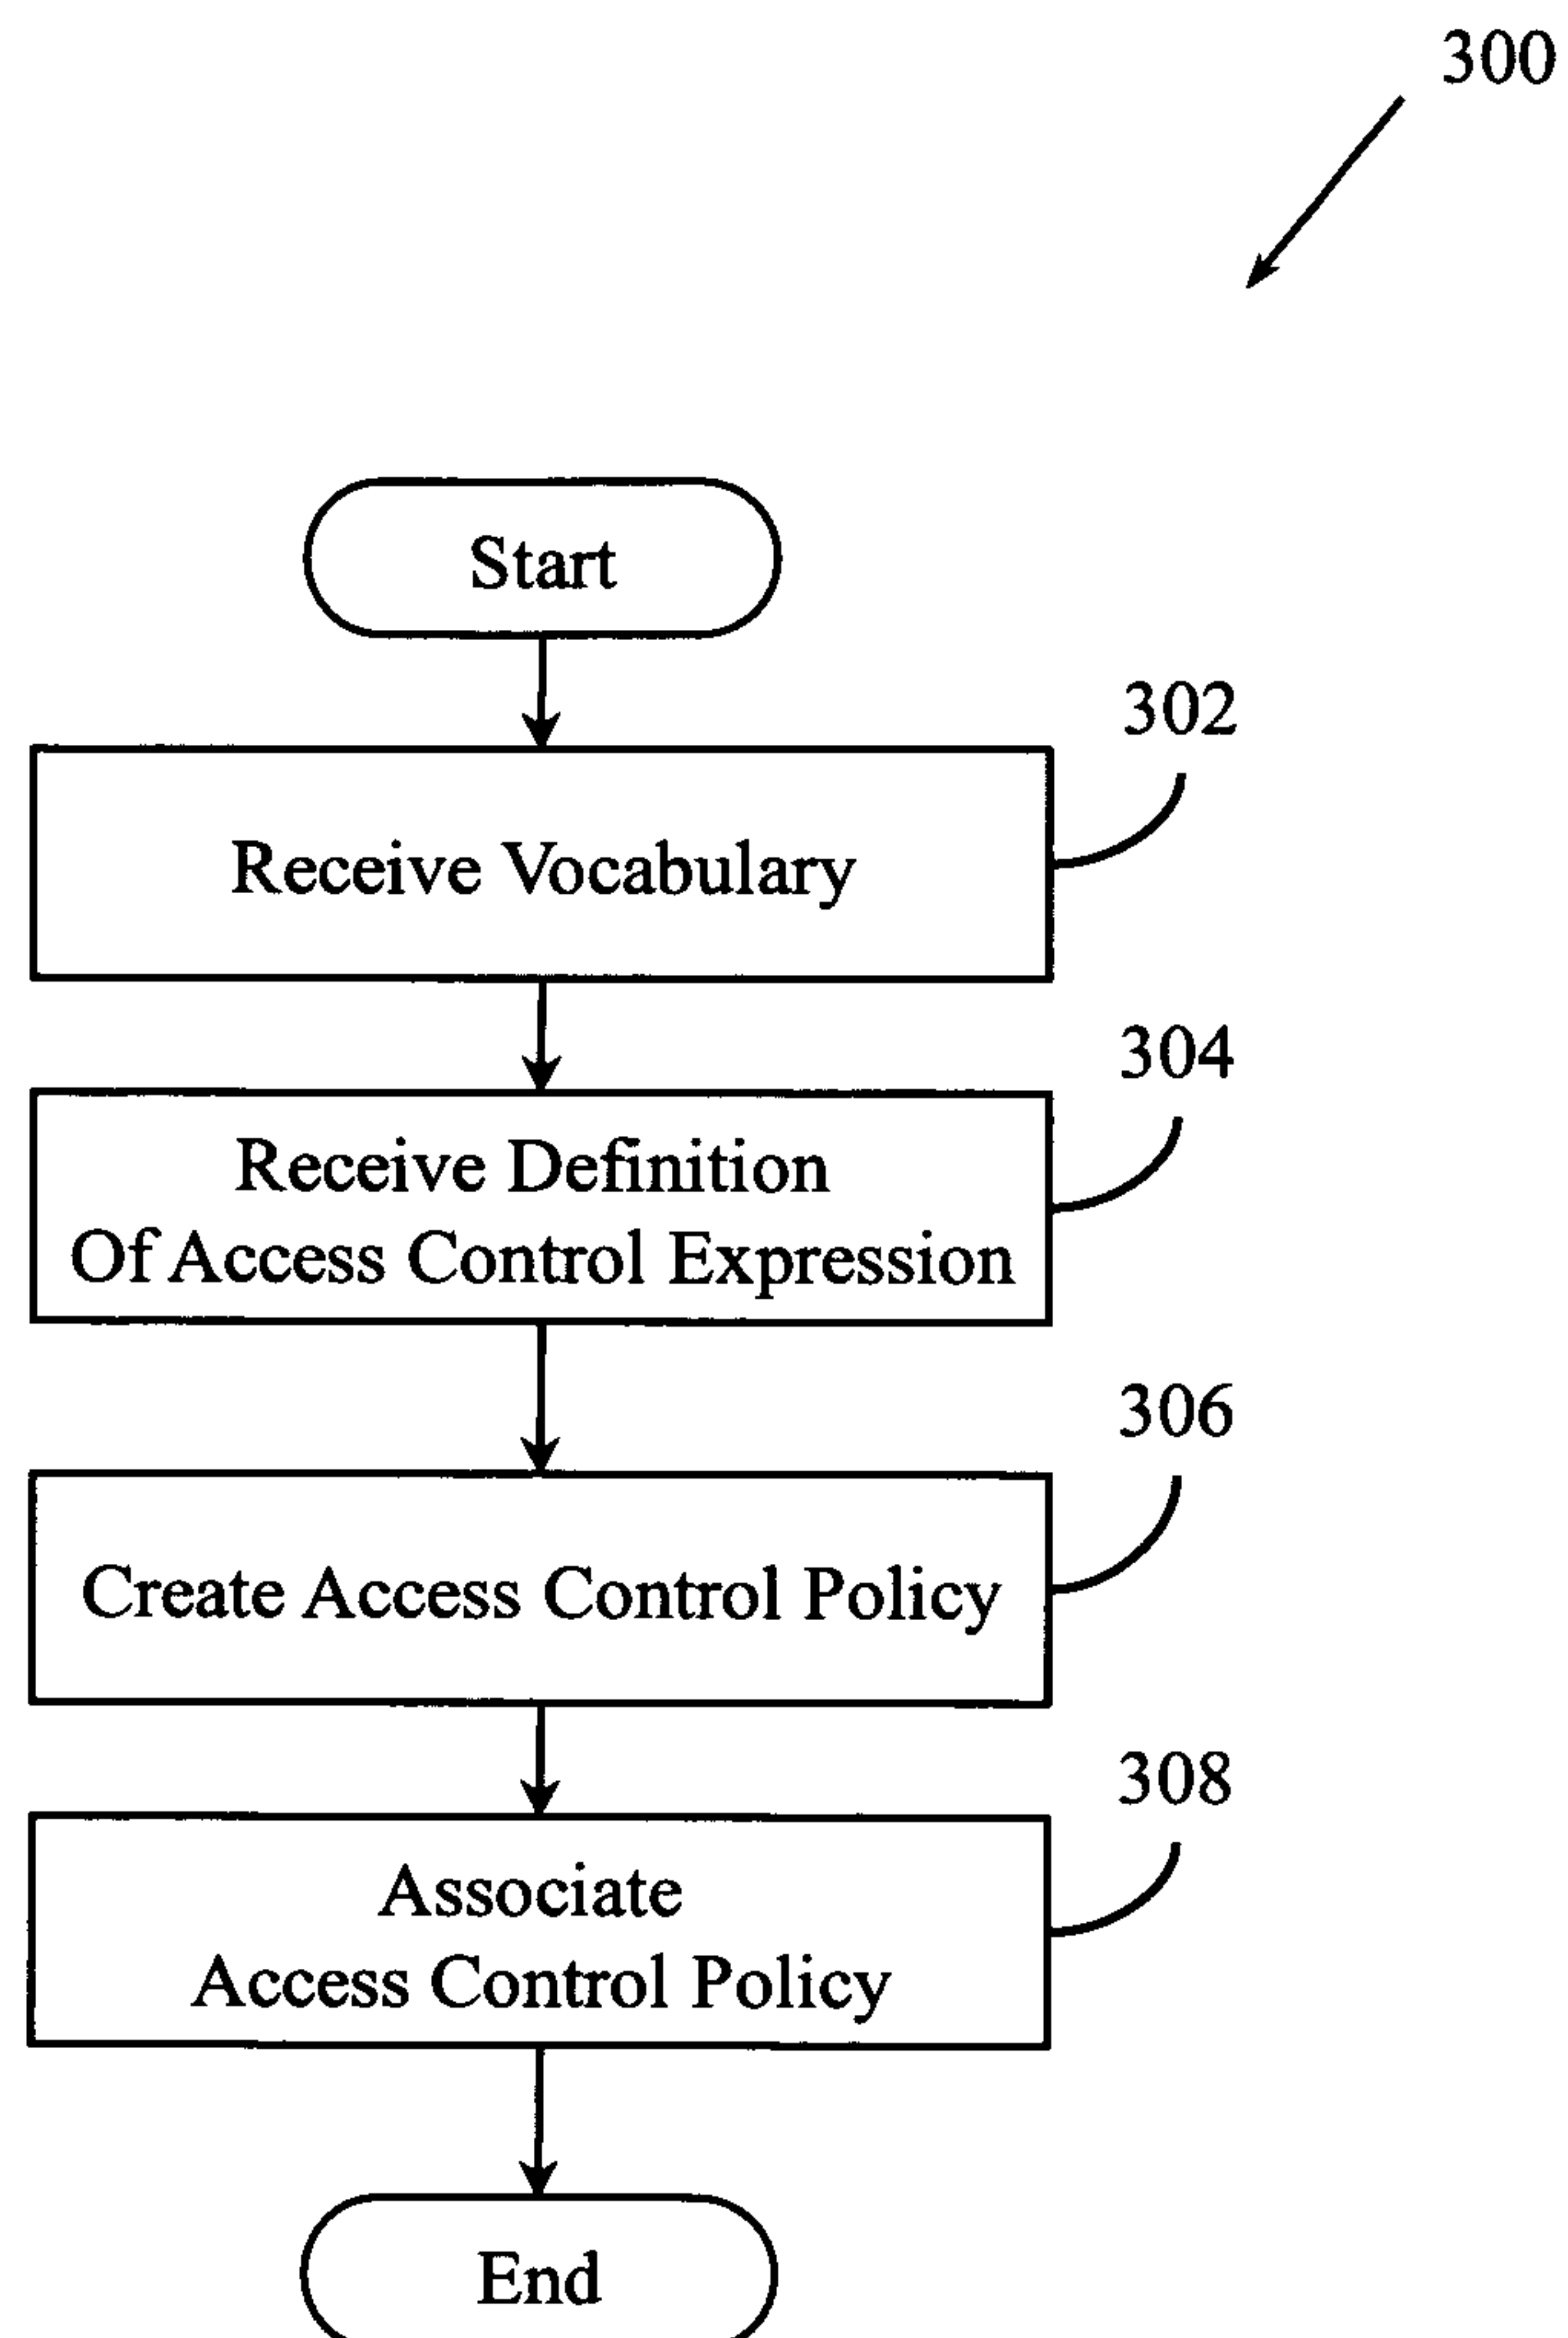 300
Start
302
Receive Vocabulary
304
Receive Definition
Of Access Control Expression
306
Create Access Control Policy
308
Associate
Access Control Policy
End